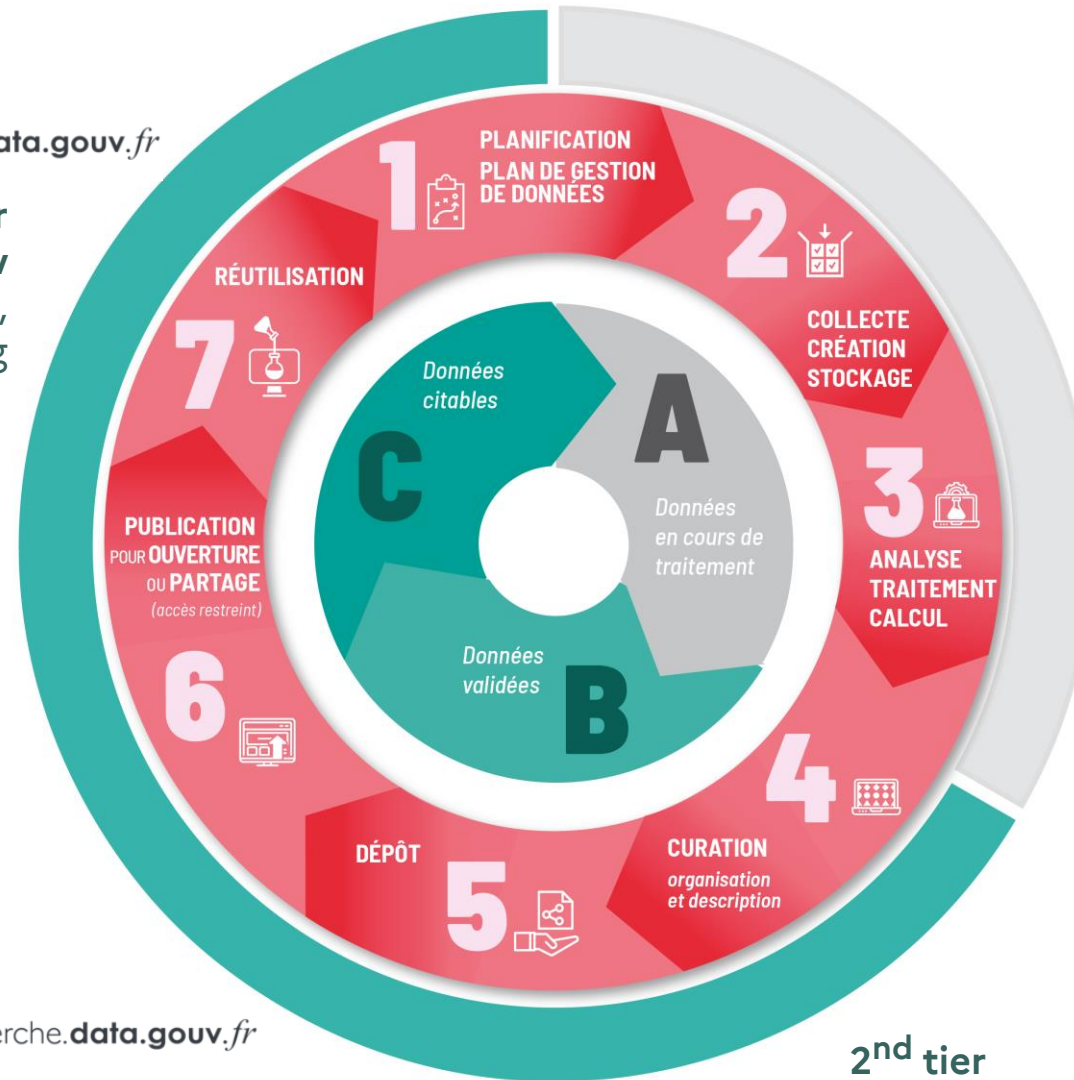 ata.gouv.fr
r
v
,
g
1
PLANIFICATION
PLAN DE GESTION
DE DONNÉES
2
COLLECTE
CRÉATION
STOCKAGE
3
ANALYSE
TRAITEMENT
CALCUL
4
CURATION
organisation
et description
5
DÉPÔT
6
PUBLICATION
POUR OUVERTURE
OU PARTAGE
(accès restreint)
7
RÉUTILISATION
A
Données
en cours de
traitement
B
Données
validées
C
Données
citables
erche.data.gouv.fr
2nd tier